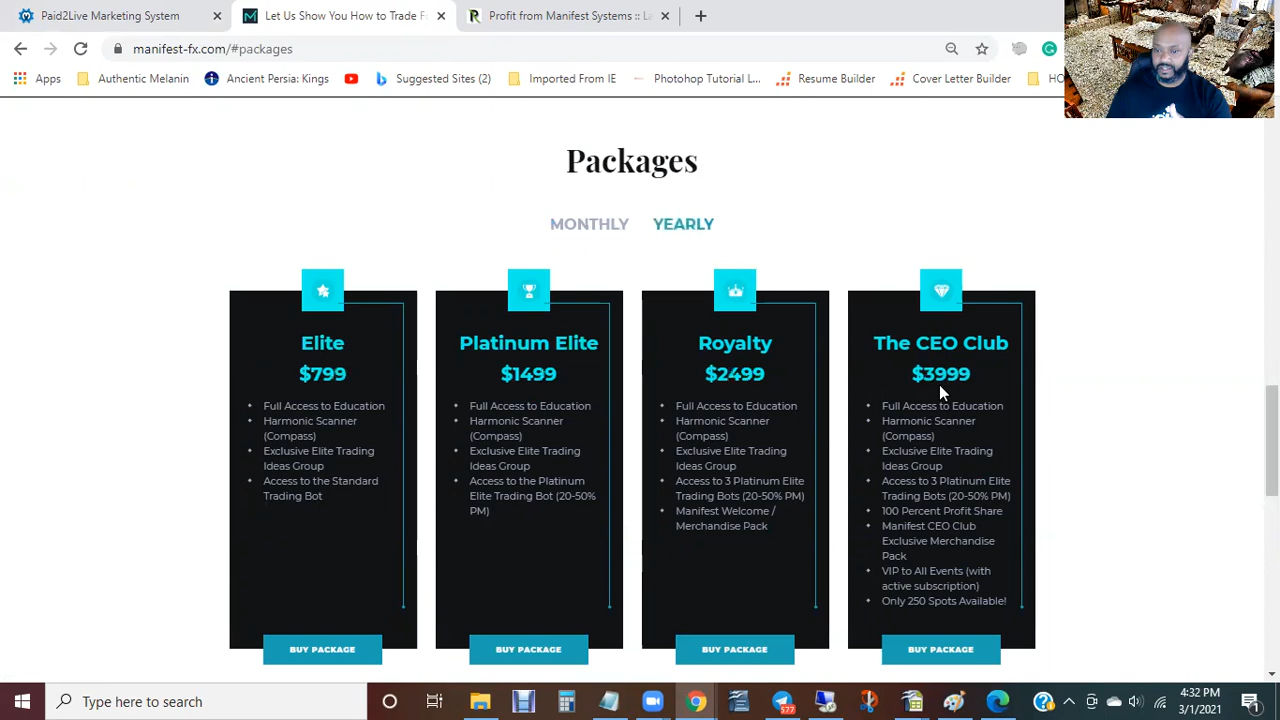 Paid2Live Marketing System
Let Us Show You How to Trade F
Profit from Manifest Systems :: La
manifest-fx.com/#packages
Apps
Authentic Melanin
Ancient Persia: Kings
Suggested Sites (2)
Imported From IE
Photohop Tutorial L...
Resume Builder
Cover Letter Builder
HO
Packages
MONTHLY YEARLY
Elite
$799
• Full Access to Education
• Harmonic Scanner
(Compass)
• Exclusive Elite Trading
Ideas Group
• Access to the Standard
Trading Bot
BUY PACKAGE
Platinum Elite
$1499
• Full Access to Education
• Harmonic Scanner
(Compass)
• Exclusive Elite Trading
Ideas Group
• Access to the Platinum
Elite Trading Bot (20-50%
PM)
BUY PACKAGE
Royalty
$2499
• Full Access to Education
• Harmonic Scanner
(Compass)
• Exclusive Elite Trading
Ideas Group
• Access to 3 Platinum Elite
Trading Bots (20-50% PM)
• Manifest Welcome /
Merchandise Pack
BUY PACKAGE
The CEO Club
$3999
• Full Access to Education
• Harmonic Scanner
(Compass)
• Exclusive Elite Trading
Ideas Group
• Access to 3 Platinum Elite
Trading Bots (20-50% PM)
• 100 Percent Profit Share
• Manifest CEO Club
Exclusive Merchandise
Pack
• VIP to All Events (with
active subscription)
• Only 250 Spots Available!
BUY PACKAGE
Type here to search
577
4:32 PM
3/1/2021
1